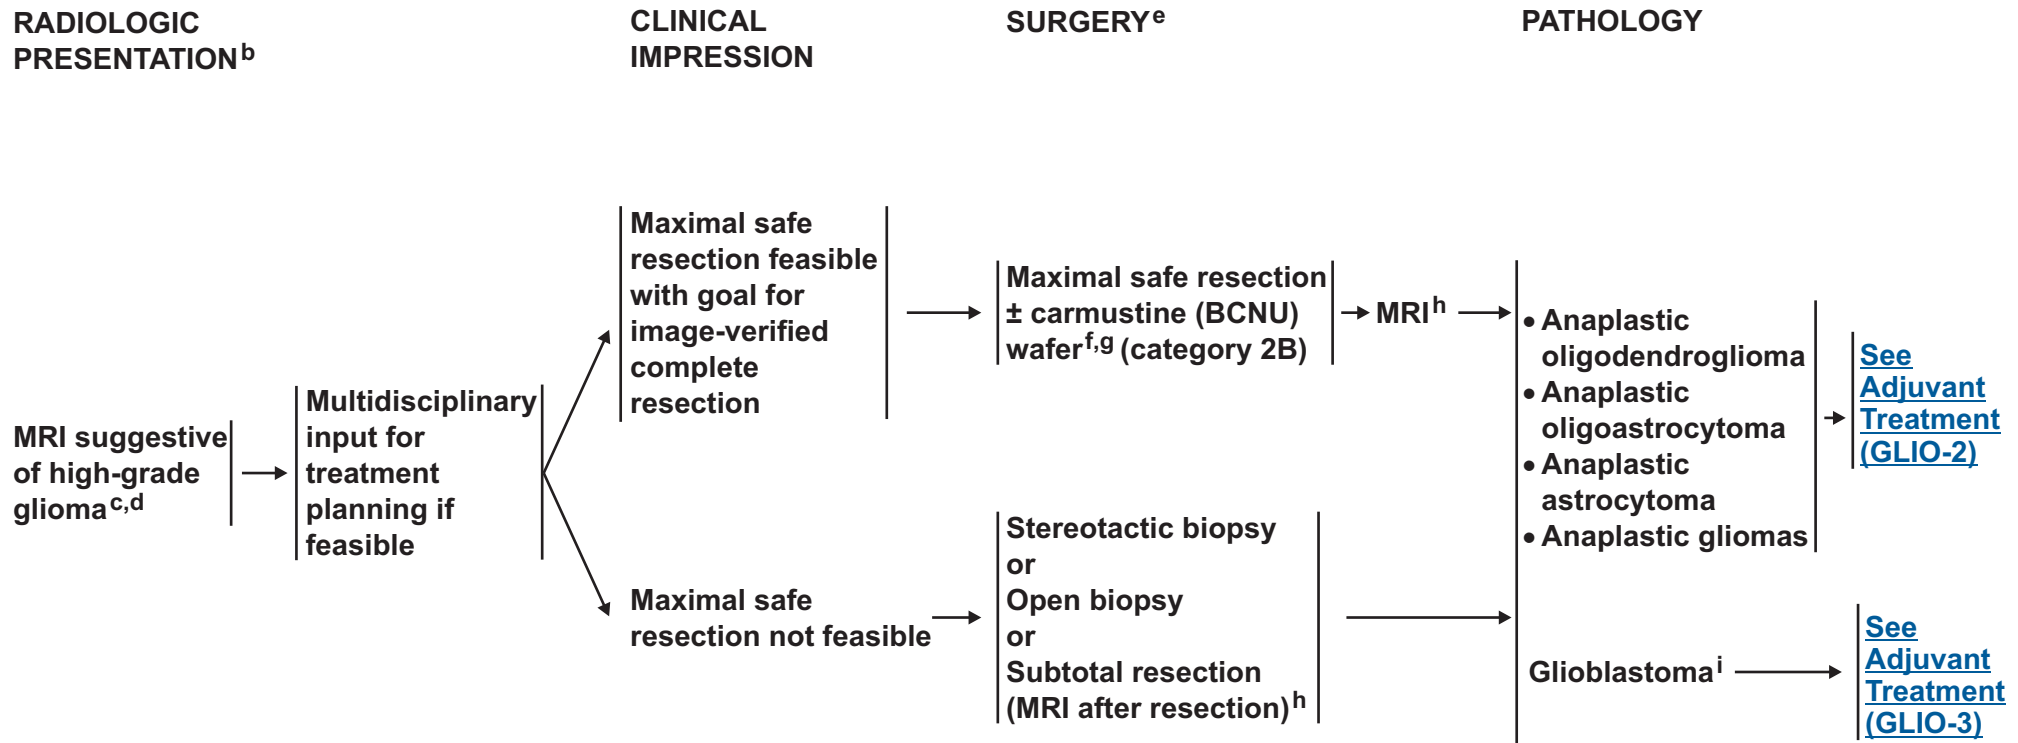 RADIOLOGIC
PRESENTATIONb
CLINICAL
IMPRESSION
SURGERYe
PATHOLOGY
MRI suggestive
of high-grade
gliomac,d
Multidisciplinary
input for
treatment
planning if
feasible
Maximal safe
resection feasible
with goal for
image-verified
complete
resection
Maximal safe resection
± carmustine (BCNU)
waferf,g (category 2B)
MRIh
Maximal safe
resection not feasible
Stereotactic biopsy
or
Open biopsy
or
Subtotal resection
(MRI after resection)h
• Anaplastic
oligodendroglioma
• Anaplastic
oligoastrocytoma
• Anaplastic
astrocytoma
• Anaplastic gliomas
See
Adjuvant
Treatment
(GLIO-2)
Glioblastomai
See
Adjuvant
Treatment
(GLIO-3)